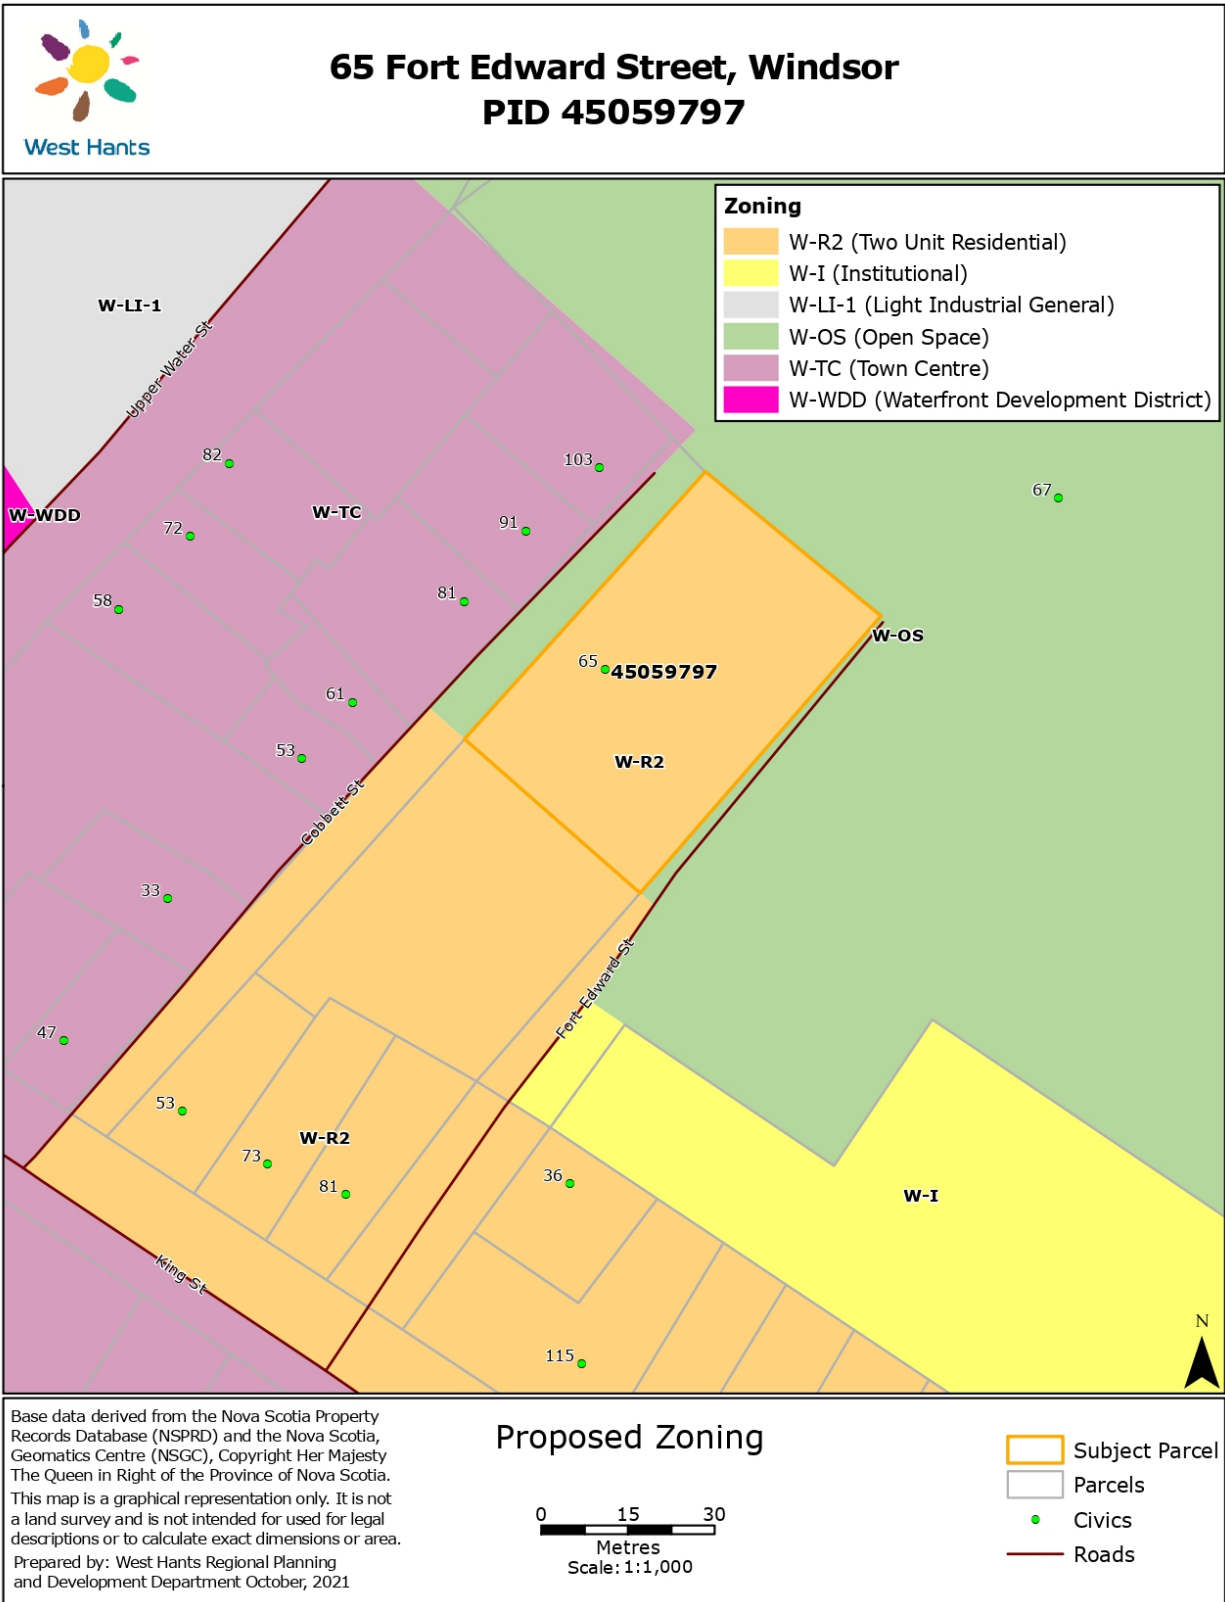 West Hants
65 Fort Edward Street, Windsor
PID 45059797
Zoning
W-R2 (Two Unit Residential)
W-I (Institutional)
W-LI-1 (Light Industrial General)
W-OS (Open Space)
W-TC (Town Centre)
W-WDD (Waterfront Development District)
W-LI-1
Upper Water St
82
103
W-WDD
W-TC
67
72
91
58
81
W-OS
65
45059797
61
53
W-R2
Cobbett St
33
Fort Edward St
47
53
W-R2
73
81
36
W-I
King St
115
N
Base data derived from the Nova Scotia Property
Records Database (NSPRD) and the Nova Scotia,
Geomatics Centre (NSGC), Copyright Her Majesty
The Queen in Right of the Province of Nova Scotia.
This map is a graphical representation only. It is not
a land survey and is not intended for used for legal
descriptions or to calculate exact dimensions or area.
Prepared by: West Hants Regional Planning
and Development Department October, 2021
Proposed Zoning
0 15 30
Metres
Scale: 1:1,000
Subject Parcel
Parcels
Civics
Roads